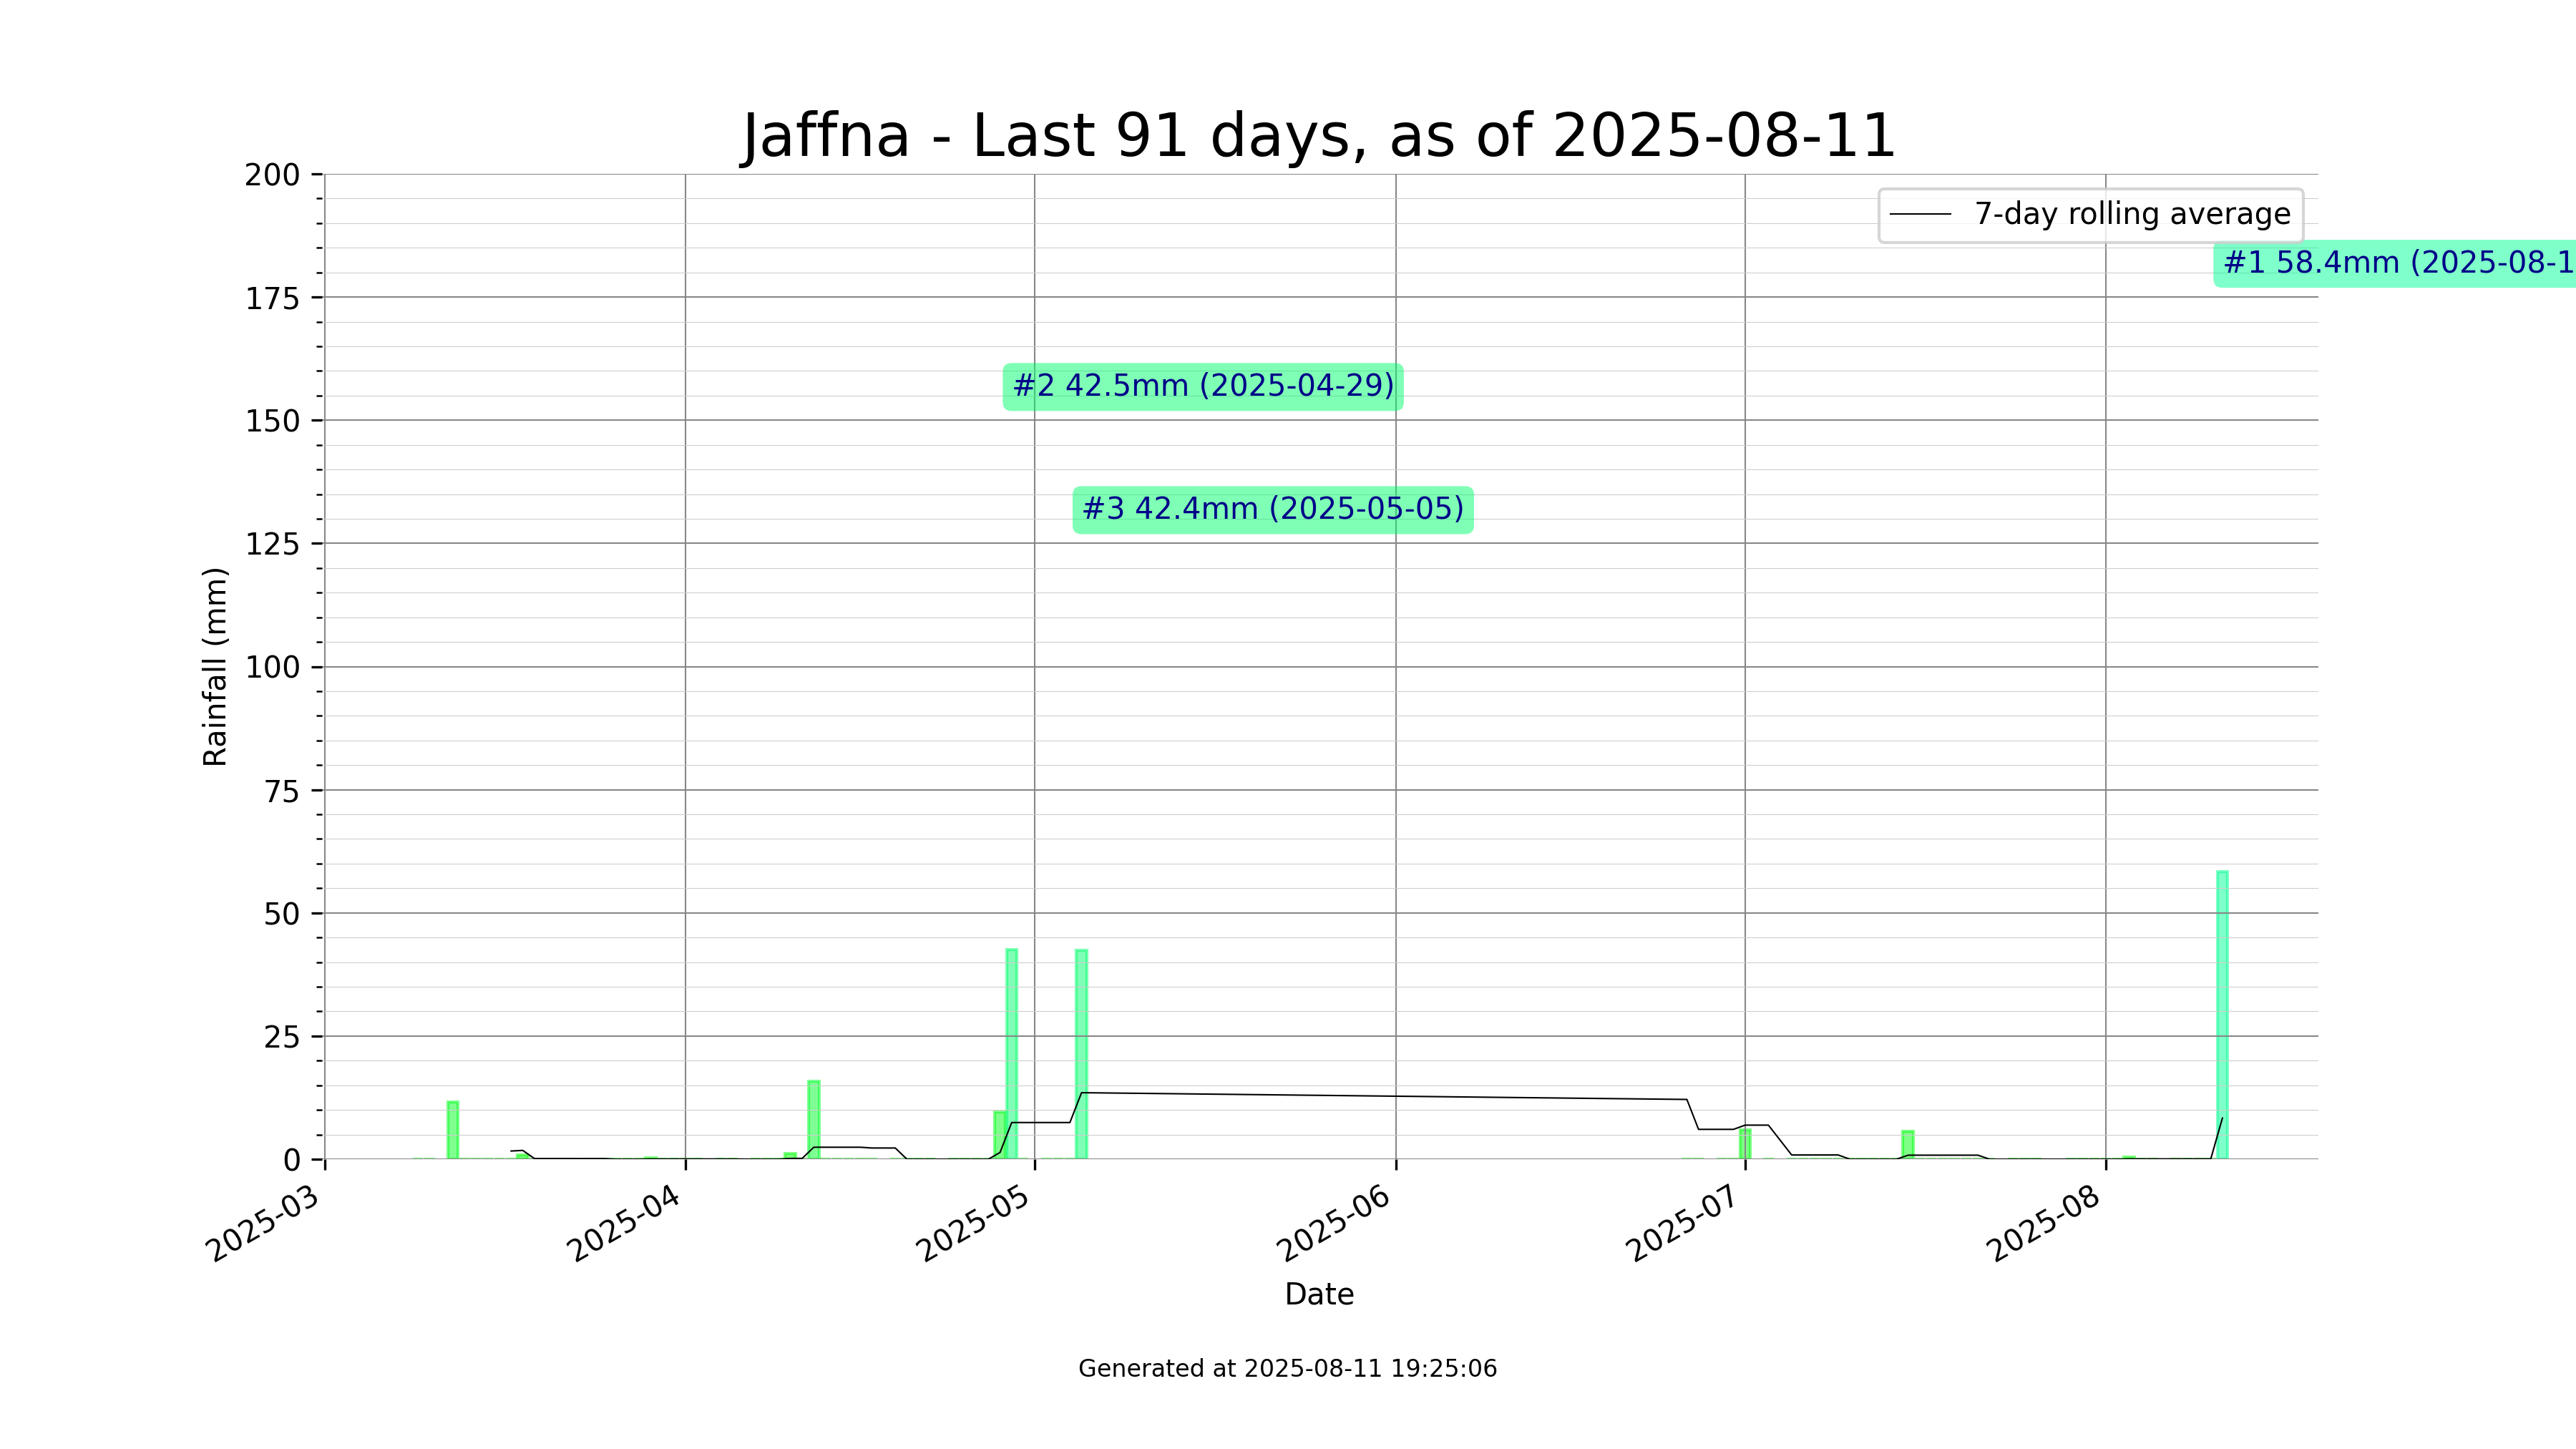 Jaffna - Last 91 days, as of 2025-08-11
200
175
150
125
100
75
50
25
0
Rainfall (mm)
7-day rolling average
#1 58.4mm (2025-08-1
#2 42.5mm (2025-04-29)
#3 42.4mm (2025-05-05)
2025-03
2025-04
2025-05
2025-06
2025-07
2025-08
Date
Generated at 2025-08-11 19:25:06